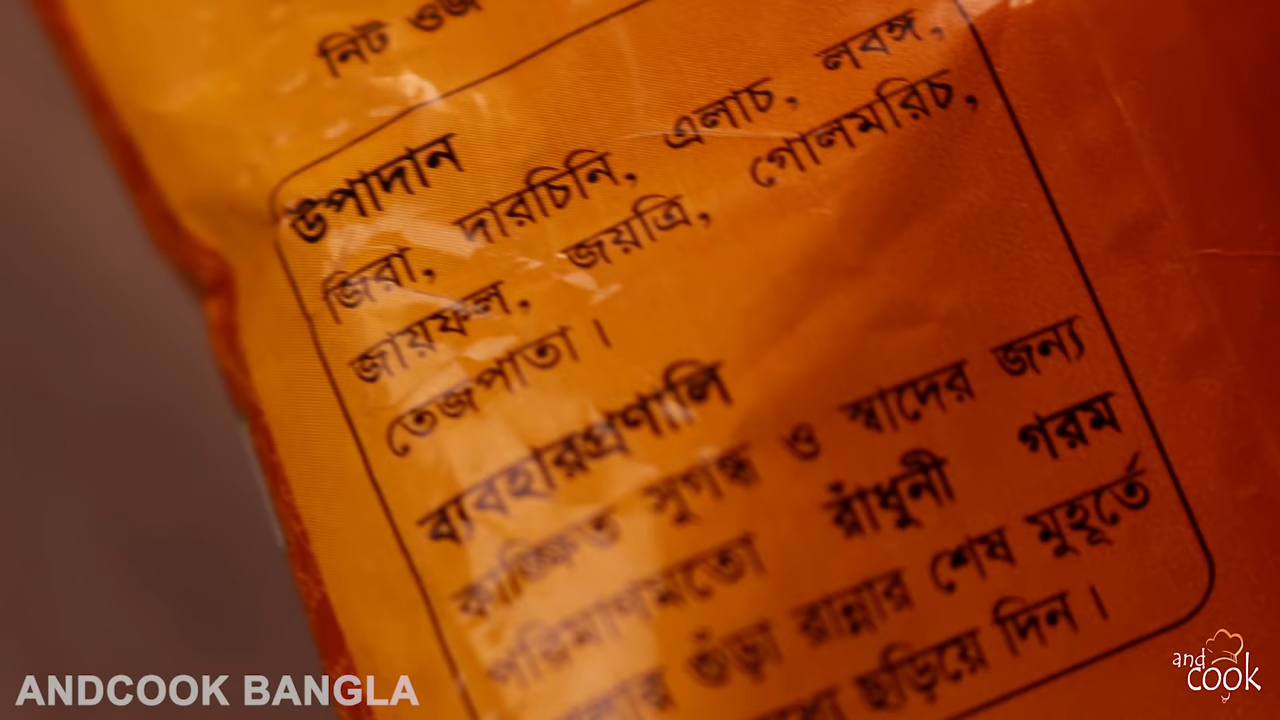 নিট ওজ
উপাদান
জিরা, দারচিনি, এলাচ, লবঙ্গ,
জায়ফল, জয়ত্রি, গোলমরিচ,
তেজপাতা।
ব্যবহারপ্রণালি
কাঙ্ক্ষিত সুগন্ধ ও স্বাদের জন্য
পরিমাণমতো রাঁধুনী গরম
গুঁড়া রান্নার শেষ মুহূর্তে
ছড়িয়ে দিন।
ANDCOOK BANGLA
and
cook